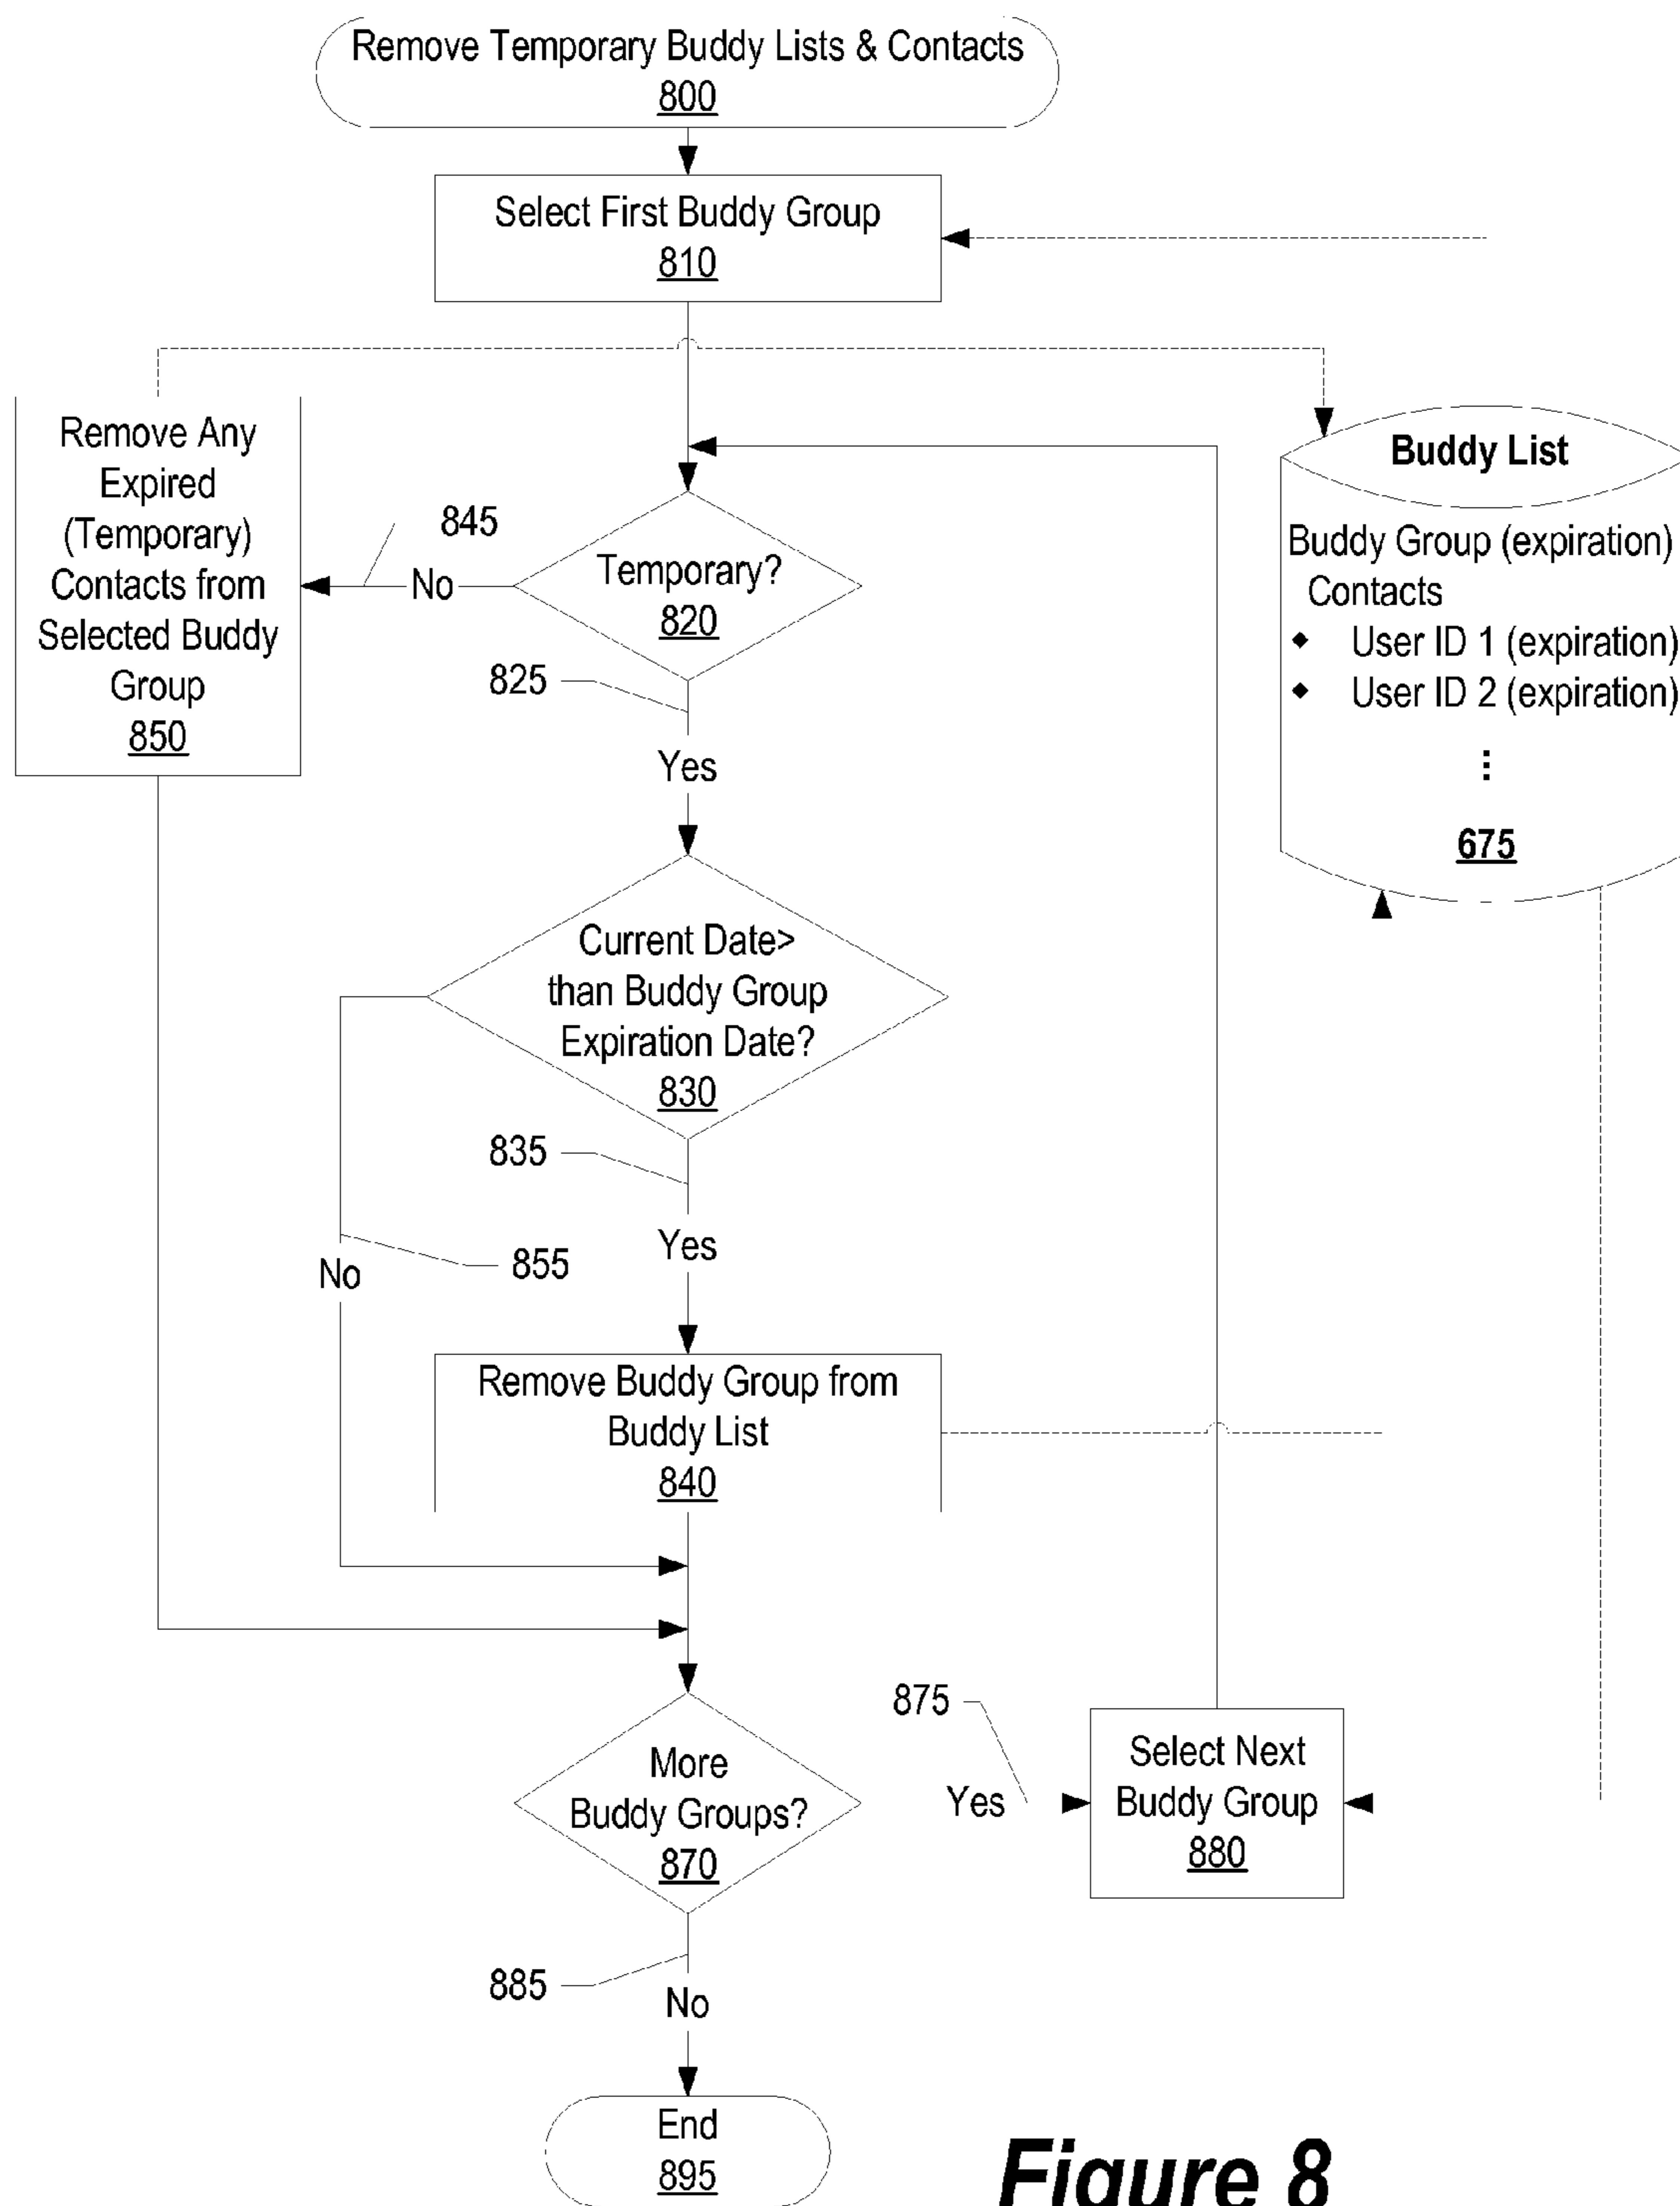 Remove Temporary Buddy Lists & Contacts
800
Select First Buddy Group
810
Remove Any
Expired
(Temporary)
Contacts from
Selected Buddy
Group
850
845
No
Temporary?
820
825
Yes
Buddy List
Buddy Group (expiration)
Contacts
◆ User ID 1 (expiration)
◆ User ID 2 (expiration)
⋮
675
Current Date>
than Buddy Group
Expiration Date?
830
835
Yes
855
No
Remove Buddy Group from
Buddy List
840
More
Buddy Groups?
870
875
Yes
Select Next
Buddy Group
880
885
No
End
895
Figure 8